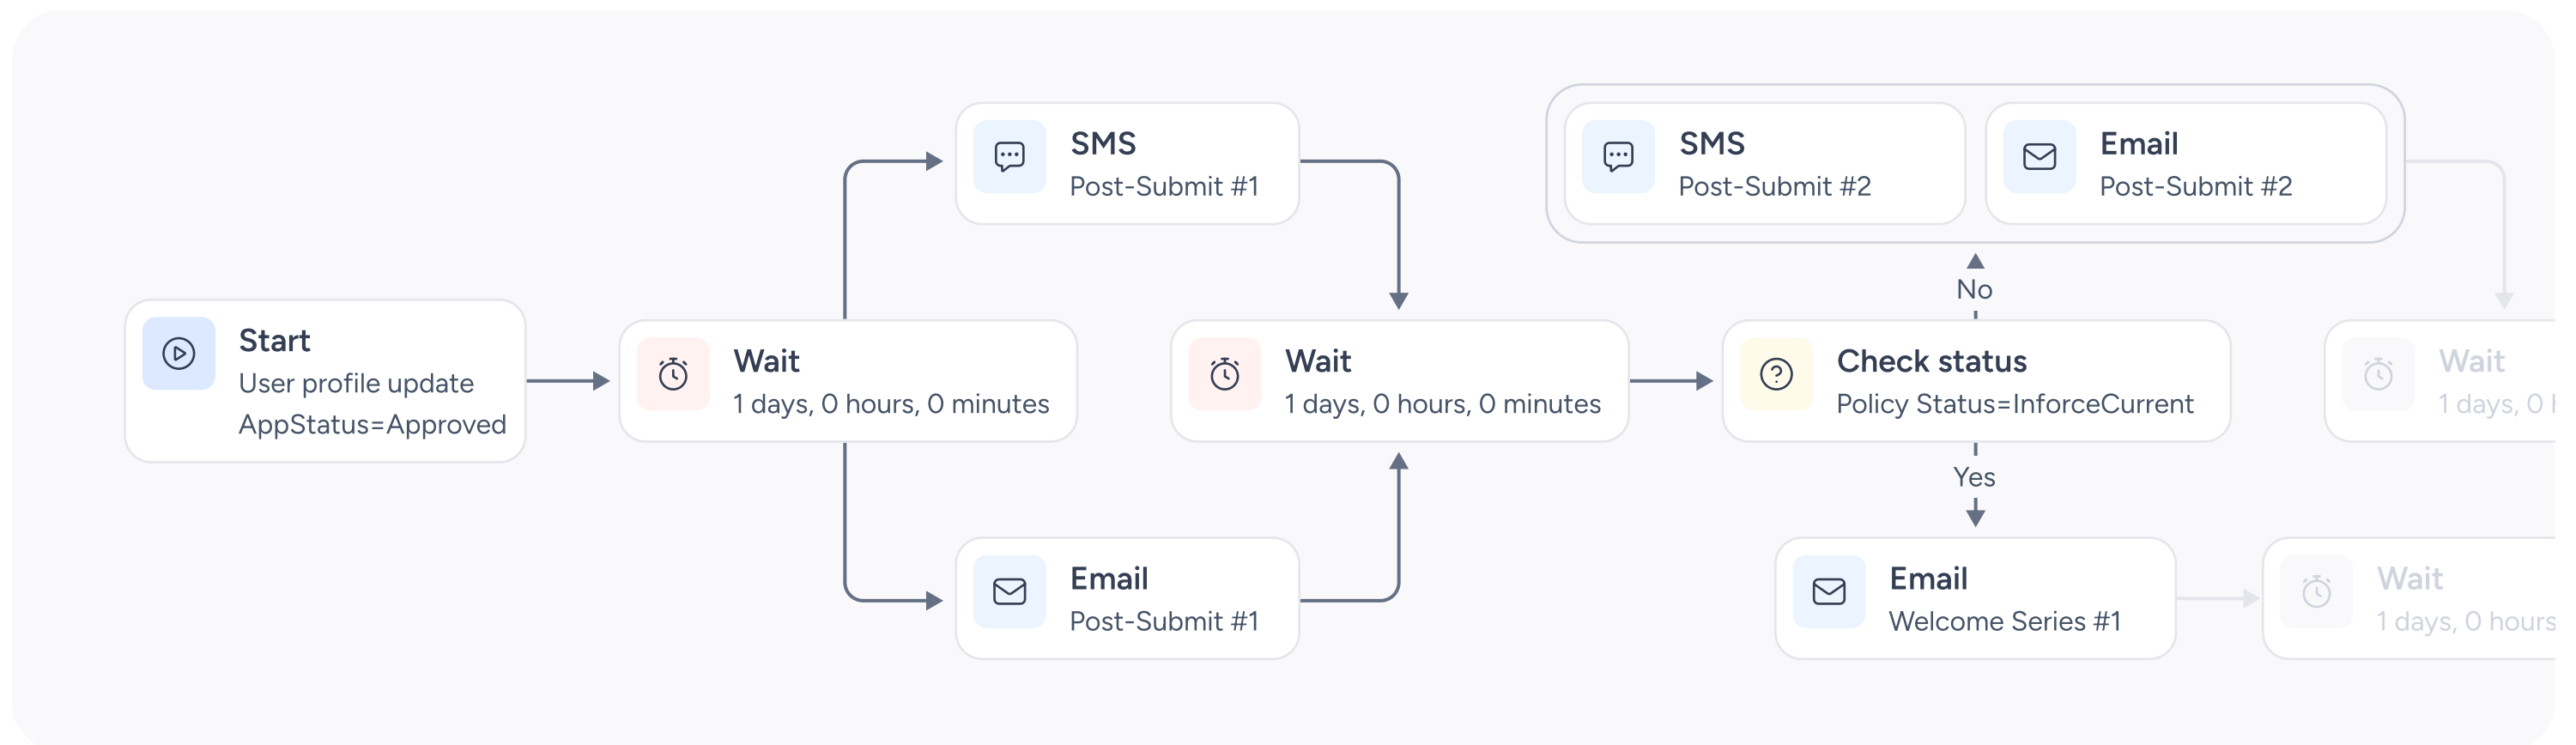 Start
User profile update
AppStatus=Approved
Wait
1 days, 0 hours, 0 minutes
SMS
Post-Submit #1
Email
Post-Submit #1
Wait
1 days, 0 hours, 0 minutes
Check status
Policy Status=InforceCurrent
No
SMS
Post-Submit #2
Email
Post-Submit #2
Wait
1 days, 0
Yes
Email
Welcome Series #1
Wait
1 days, 0 hours